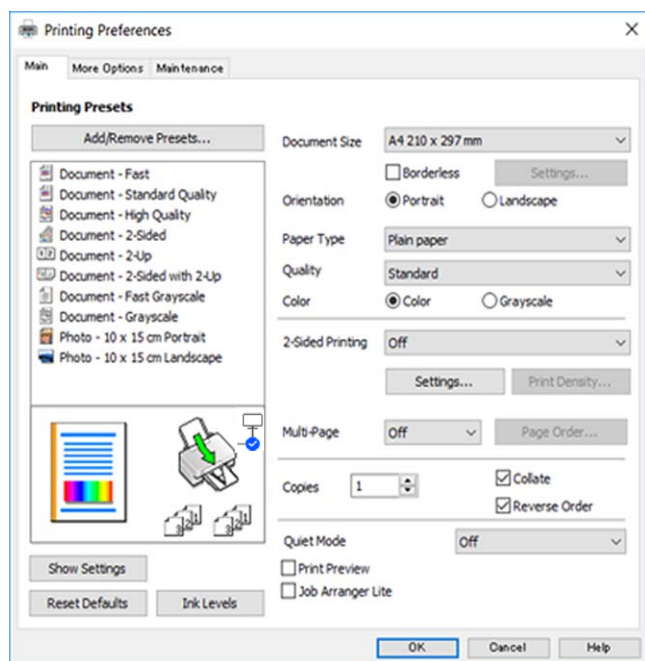 Printing Preferences
Main
More Options
Maintenance
Printing Presets
Add/Remove Presets...
Document - Fast
Document - Standard Quality
Document - High Quality
Document - 2-Sided
Document - 2-Up
Document - 2-Sided with 2-Up
Document - Fast Grayscale
Document - Grayscale
Photo - 10 x 15 cm Portrait
Photo - 10 x 15 cm Landscape
Show Settings
Reset Defaults
Ink Levels
Document Size
A4 210 x 297 mm
Borderless
Settings...
Orientation
Portrait
Landscape
Paper Type
Plain paper
Quality
Standard
Color
Color
Grayscale
2-Sided Printing
Off
Settings...
Print Density...
Multi-Page
Off
Page Order...
Copies
1
Collate
Reverse Order
Quiet Mode
Off
Print Preview
Job Arranger Lite
OK
Cancel
Help